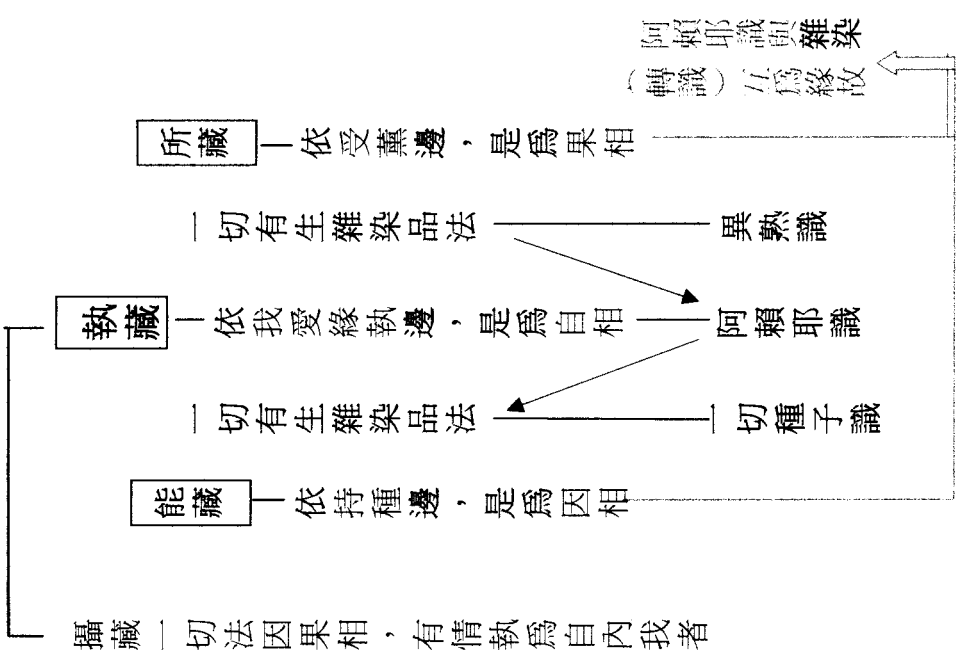 阿賴耶識與雜染
（轉識）互爲緣故
所藏
依受薰邊，是爲果相
一切有生雜染品法
異熟識
執藏
依我愛緣執邊，是爲自相
阿賴耶識
一切有生雜染品法
一切種子識
能藏
依持種邊，是爲因相
攝藏一切法因果相，有情執爲自內我者